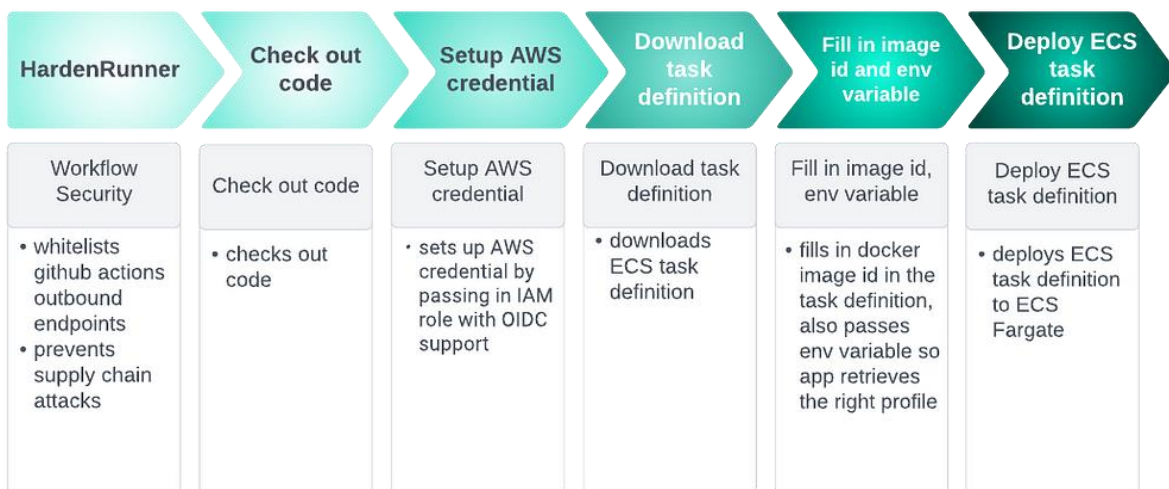 HardenRunner
Check out
code
Setup AWS
credential
Download
task
definition
Fill in image
id and env
variable
Deploy ECS
task
definition
Workflow
Security
• whitelists
github actions
outbound
endpoints
• prevents
supply chain
attacks
Check out code
• checks out
code
Setup AWS
credential
• sets up AWS
credential by
passing in IAM
role with OIDC
support
Download task
definition
• downloads
ECS task
definition
Fill in image id,
env variable
• fills in docker
image id in the
task definition,
also passes
env variable so
app retrieves
the right profile
Deploy ECS
task definition
• deploys ECS
task definition
to ECS
Fargate